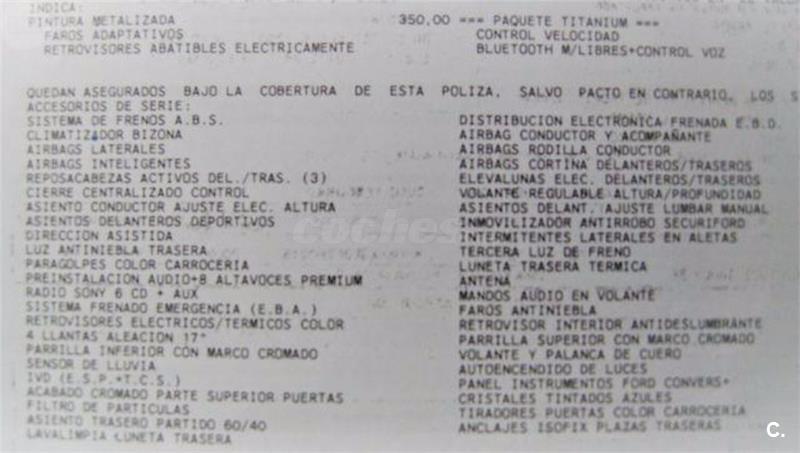 INDICA:
PINTURA METALIZADA 350,00 === PAQUETE TITANIUM ===
FAROS ADAPTATIVOS CONTROL VELOCIDAD
RETROVISORES ABATIBLES ELECTRICAMENTE BLUETOOTH M/LIBRES+CONTROL VOZ
QUEDAN ASEGURADOS BAJO LA COBERTURA DE ESTA POLIZA, SALVO PACTO EN CONTRARIO, LOS S
ACCESORIOS DE SERIE:
SISTEMA DE FRENOS A.B.S. DISTRIBUCION ELECTRONICA FRENADA E.B.D.
CLIMATIZADOR BIZONA AIRBAG CONDUCTOR Y ACOMPAÑANTE
AIRBAGS LATERALES AIRBAGS RODILLA CONDUCTOR
AIRBAGS INTELIGENTES AIRBAGS CORTINA DELANTEROS/TRASEROS
REPOSACABEZAS ACTIVOS DEL./TRAS. (3) ELEVALUNAS ELEC. DELANTEROS/TRASEROS
CIERRE CENTRALIZADO CONTROL VOLANTE REGULABLE ALTURA/PROFUNDIDAD
ASIENTO CONDUCTOR AJUSTE ELEC. ALTURA ASIENTOS DELANT. AJUSTE LUMBAR MANUAL
ASIENTOS DELANTEROS DEPORTIVOS INMOVILIZADOR ANTIRROBO SECURIFORD
DIRECCION ASISTIDA INTERMITENTES LATERALES EN ALETAS
LUZ ANTINIEBLA TRASERA TERCERA LUZ DE FRENO
PARAGOLPES COLOR CARROCERIA LUNETA TRASERA TERMICA
PREINSTALACION AUDIO+8 ALTAVOCES PREMIUM ANTENA
RADIO SONY 6 CD + AUX MANDOS AUDIO EN VOLANTE
SISTEMA FRENADO EMERGENCIA (E.B.A.) FAROS ANTINIEBLA
RETROVISORES ELECTRICOS/TERMICOS COLOR RETROVISOR INTERIOR ANTIDESLUMBRANTE
4 LLANTAS ALEACION 17" PARRILLA SUPERIOR CON MARCO CROMADO
PARRILLA INFERIOR CON MARCO CROMADO VOLANTE Y PALANCA DE CUERO
SENSOR DE LLUVIA AUTOENCENDIDO DE LUCES
IVD (E.S.P.+T.C.S.) PANEL INSTRUMENTOS FORD CONVERS+
ACABADO CROMADO PARTE SUPERIOR PUERTAS CRISTALES TINTADOS AZULES
FILTRO DE PARTICULAS TIRADORES PUERTAS COLOR CARROCERIA
ASIENTO TRASERO PARTIDO 60/40 ANCLAJES ISOFIX PLAZAS TRASERAS
LAVALIMPIA LUNETA TRASERA
coches
C.